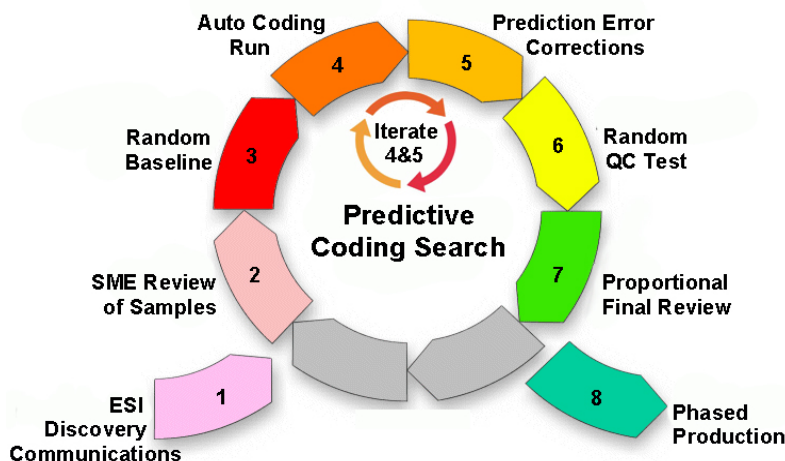 Auto Coding
Run
4
5
Prediction Error
Corrections
Random
Baseline
3
Iterate
4&5
6
Random
QC Test
Predictive
Coding Search
SME Review
of Samples
2
7
Proportional
Final Review
1
ESI
Discovery
Communications
8
Phased
Production